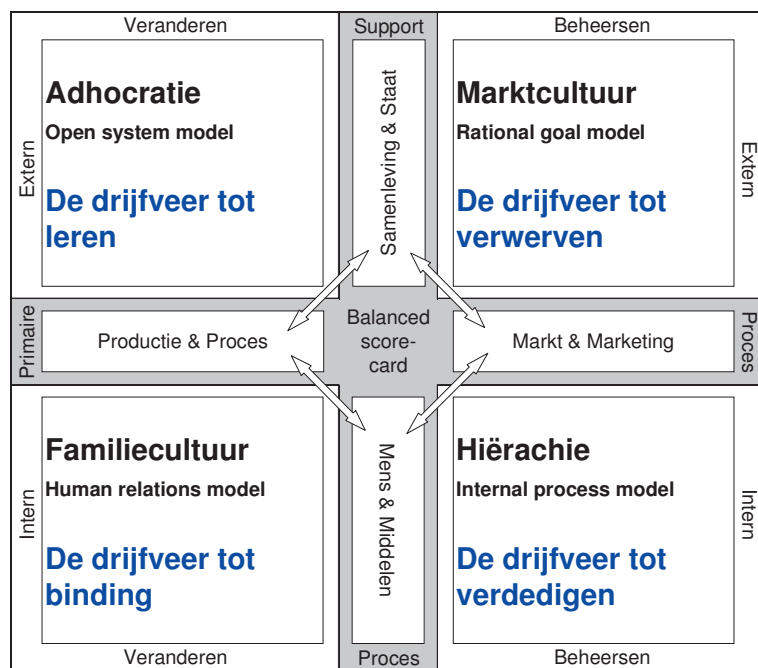 Veranderen
Support
Beheersen
Extern
Adhocratie
Open system model
De drijfveer tot
leren
Samenleving & Staat
Marktcultuur
Rational goal model
De drijfveer tot
verwerven
Extern
Primaire
Productie & Proces
Balanced
score-
card
Markt & Marketing
Proces
Intern
Familiecultuur
Human relations model
De drijfveer tot
binding
Mens & Middelen
Hiërachie
Internal process model
De drijfveer tot
verdedigen
Intern
Veranderen
Proces
Beheersen